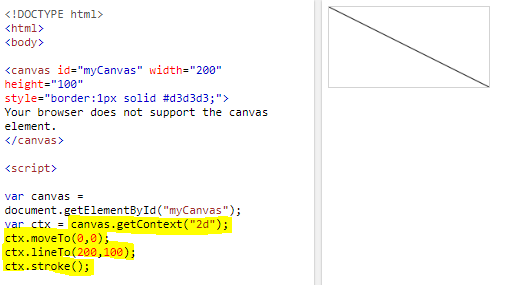 <!DOCTYPE html>
<html>
<body>
<canvas id="myCanvas" width="200"
height="100"
style="border:1px solid #d3d3d3;">
Your browser does not support the canvas
element.
</canvas>
<script>
var canvas =
document.getElementById("myCanvas");
var ctx = canvas.getContext("2d");
ctx.moveTo(0,0);
ctx.lineTo(200,100);
ctx.stroke();